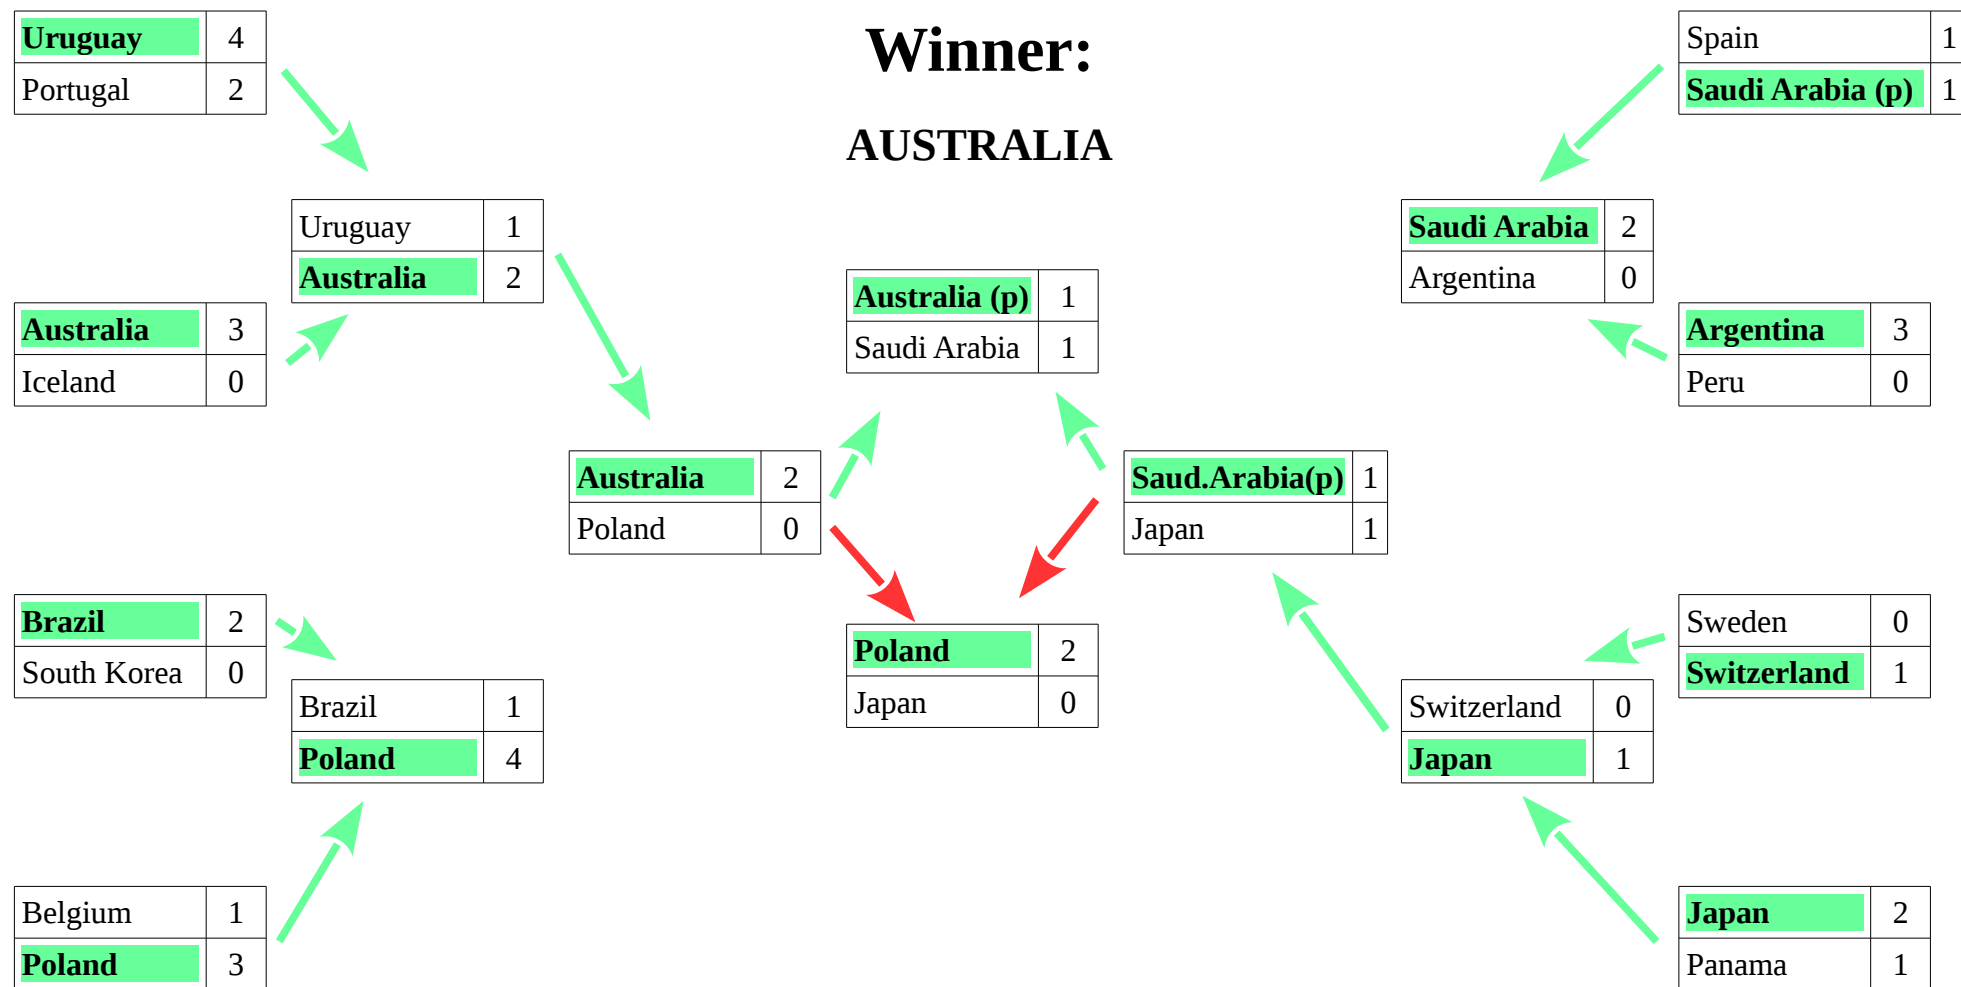 Winner:
AUSTRALIA
Uruguay 4
Portugal 2
Australia 3
Iceland 0
Brazil 2
South Korea 0
Belgium 1
Poland 3
Uruguay 1
Australia 2
Brazil 1
Poland 4
Australia 2
Poland 0
Australia (p) 1
Saudi Arabia 1
Poland 2
Japan 0
Saud.Arabia(p) 1
Japan 1
Saudi Arabia 2
Argentina 0
Switzerland 0
Japan 1
Spain 1
Saudi Arabia (p) 1
Argentina 3
Peru 0
Sweden 0
Switzerland 1
Japan 2
Panama 1